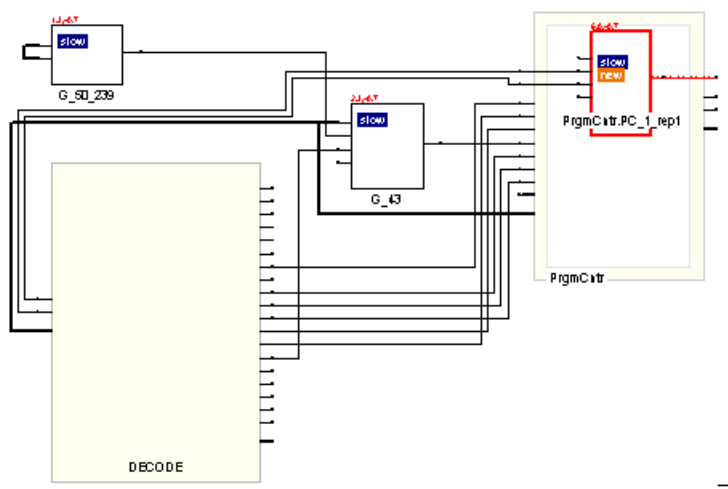 slow
G_50_239
slow
G_43
slow
new
PrgmCntr.PC_1_rep1
PrgmCntr
DECODE